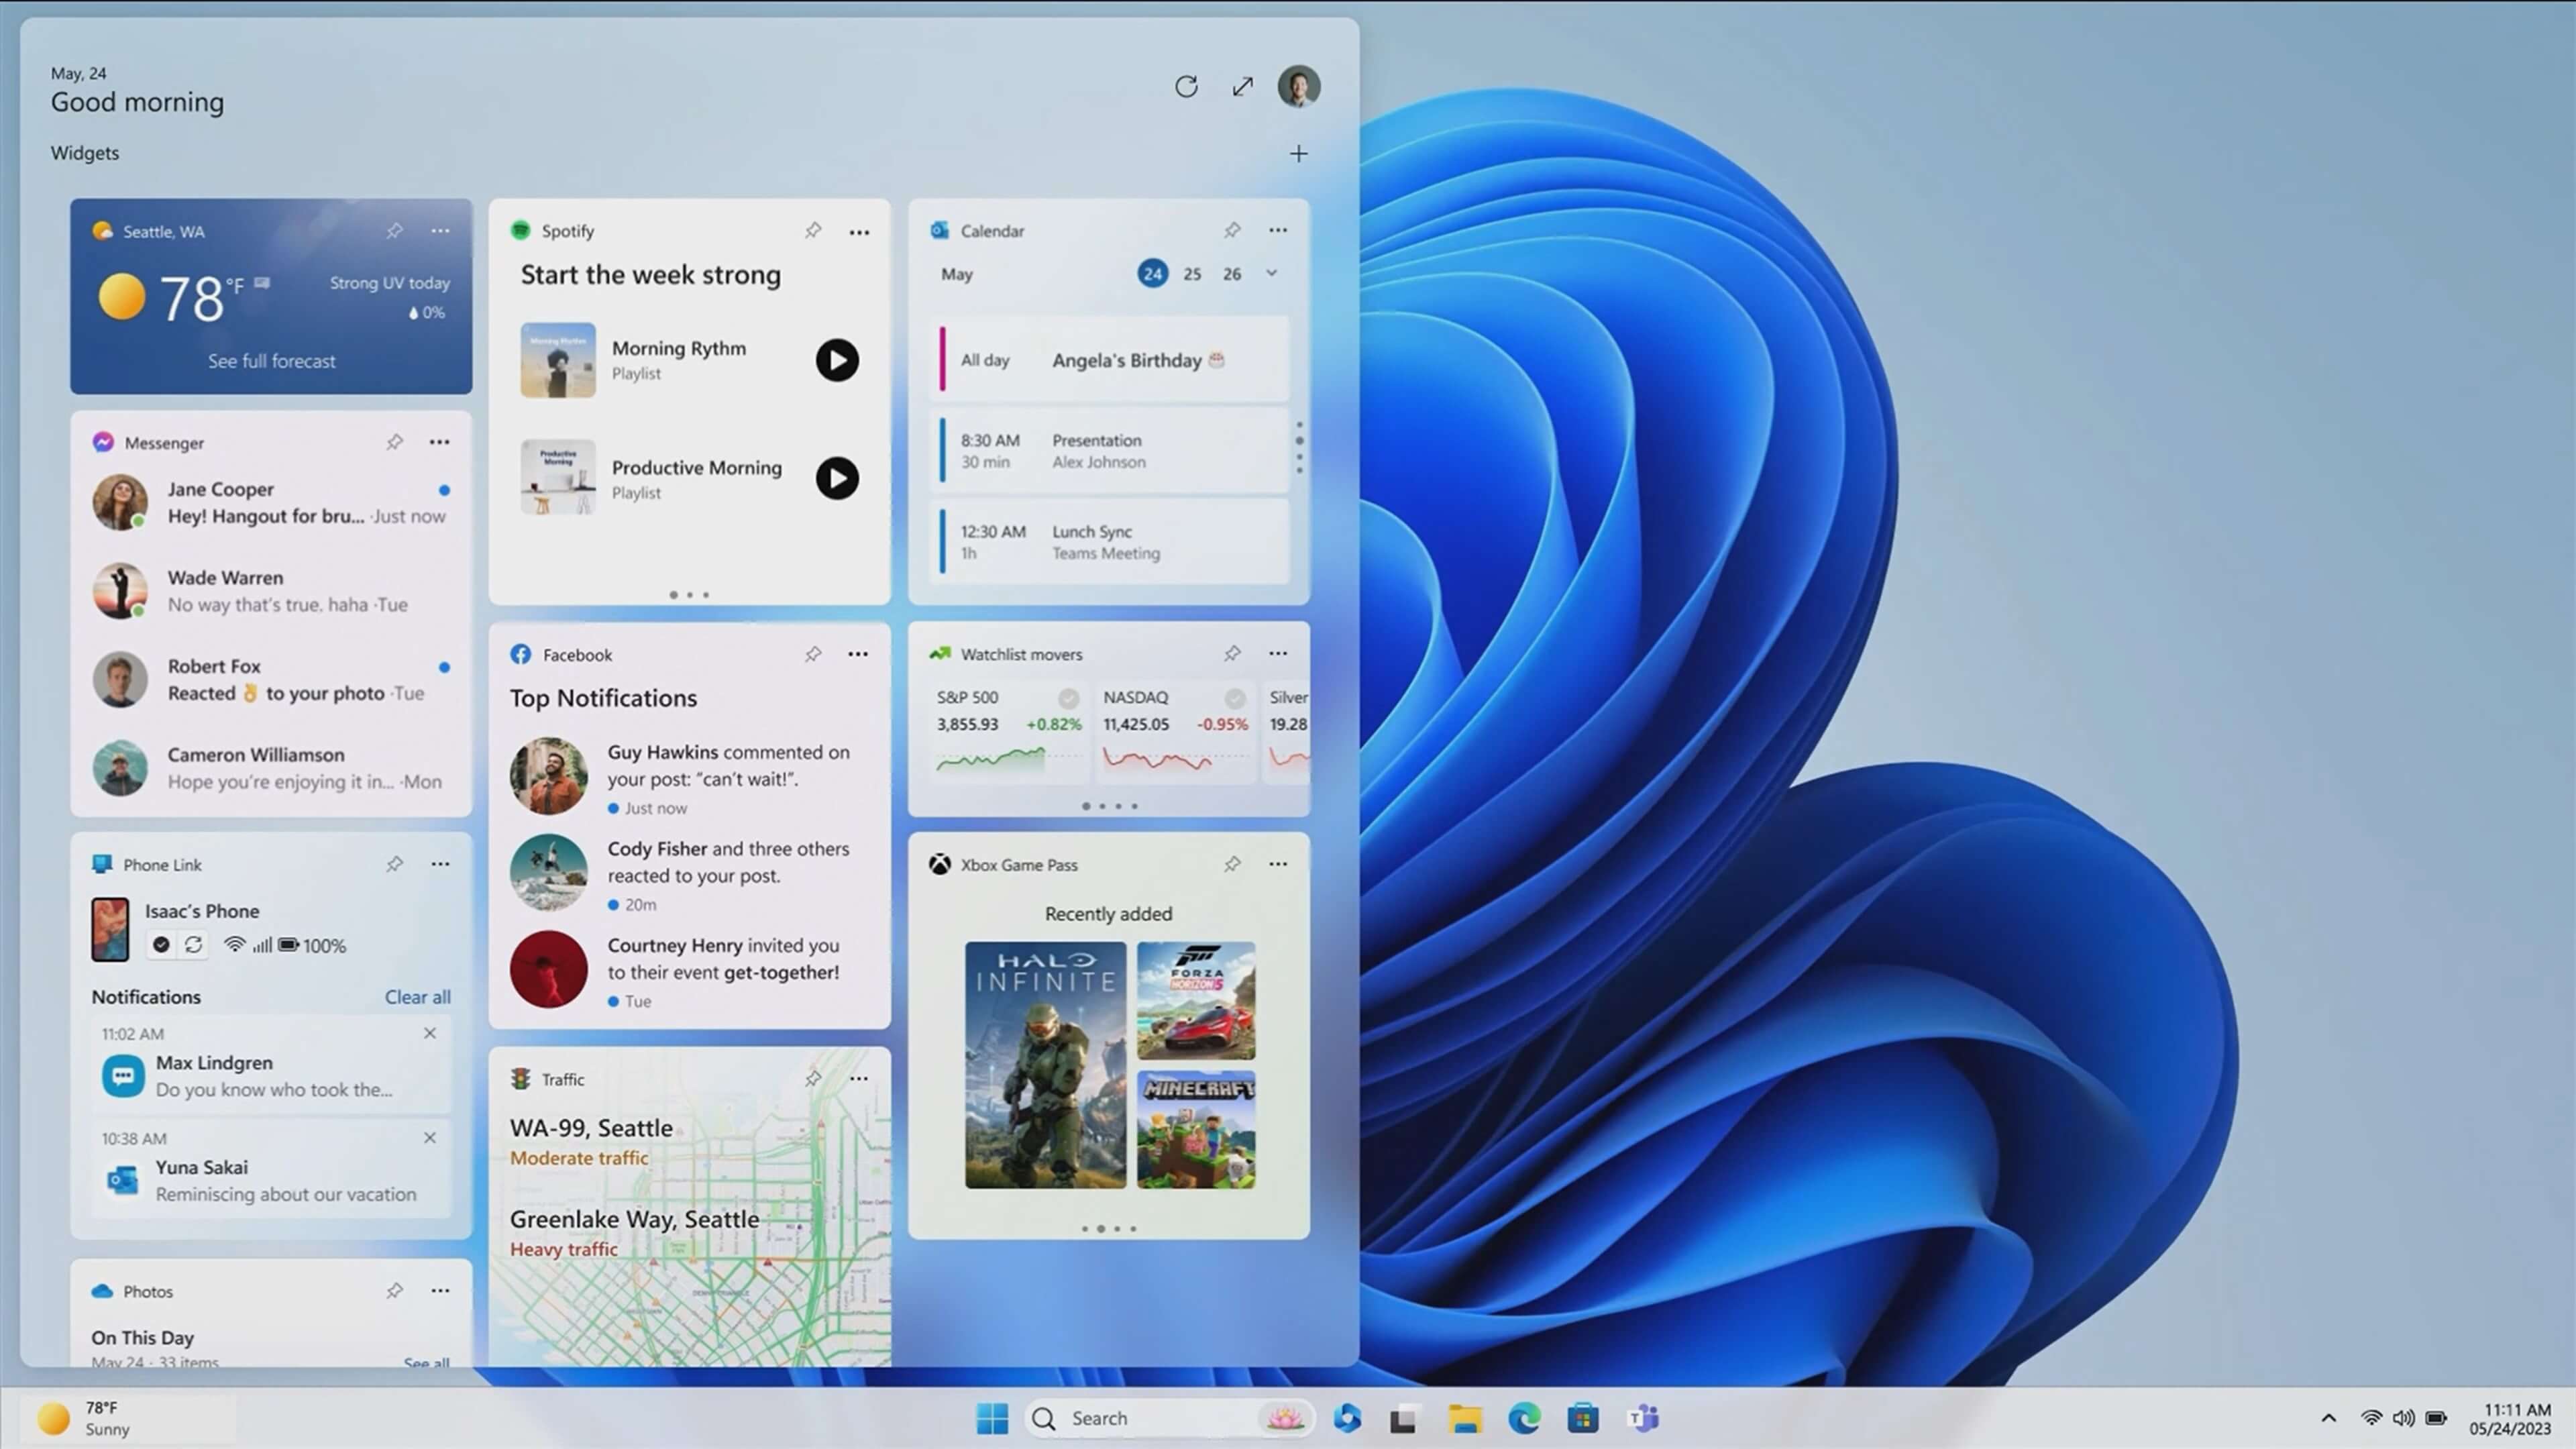 May, 24
Good morning
Widgets
Seattle, WA
78°F
Strong UV today
0%
See full forecast
Messenger
Jane Cooper
Hey! Hangout for bru... ·Just now
Wade Warren
No way that's true. haha ·Tue
Robert Fox
Reacted 👌 to your photo ·Tue
Cameron Williamson
Hope you're enjoying it in... ·Mon
Phone Link
Isaac's Phone
100%
Notifications Clear all
11:02 AM
Max Lindgren
Do you know who took the...
10:38 AM
Yuna Sakai
Reminiscing about our vacation
Photos
On This Day
May 24 · 33 items See all
Spotify
Start the week strong
Morning Rythm
Playlist
Productive Morning
Productive Morning
Playlist
Facebook
Top Notifications
Guy Hawkins commented on
your post: “can't wait!”.
Just now
Cody Fisher and three others
reacted to your post.
20m
Courtney Henry invited you
to their event get-together!
Tue
Traffic
WA-99, Seattle
Moderate traffic
Greenlake Way, Seattle
Heavy traffic
Calendar
May 24 25 26
All day Angela's Birthday 🎂
8:30 AM Presentation
30 min Alex Johnson
12:30 AM Lunch Sync
1h Teams Meeting
Watchlist movers
S&P 500 NASDAQ Silver
3,855.93 +0.82% 11,425.05 -0.95% 19.28
Xbox Game Pass
Recently added
HALO
INFINITE
FORZA
HORIZON 5
MINECRAFT
78°F
Sunny
Search
11:11 AM
05/24/2023